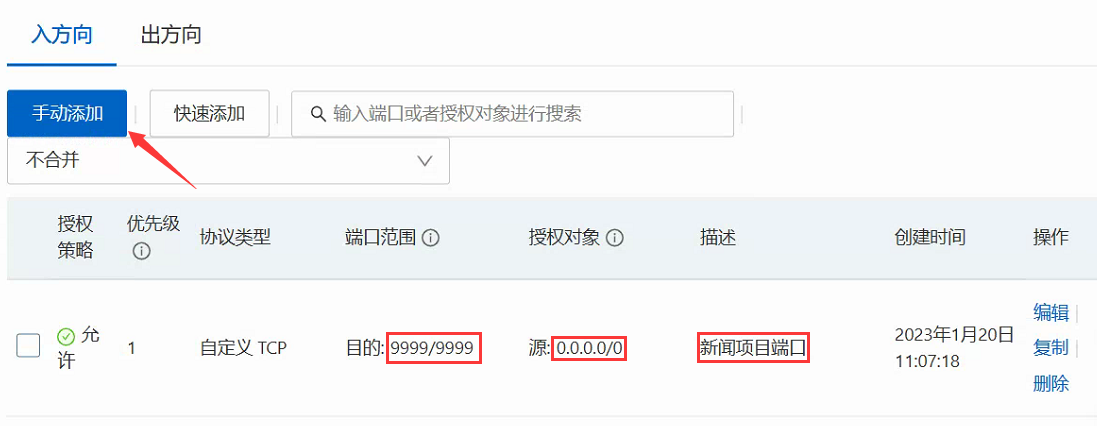 入方向 出方向
手动添加 快速添加 输入端口或者授权对象进行搜索
不合并
授权策略 优先级 协议类型 端口范围 授权对象 描述 创建时间 操作
允许 1 自定义 TCP 目的: 9999/9999 源: 0.0.0.0/0 新闻项目端口 2023年1月20日 11:07:18 编辑
复制
删除